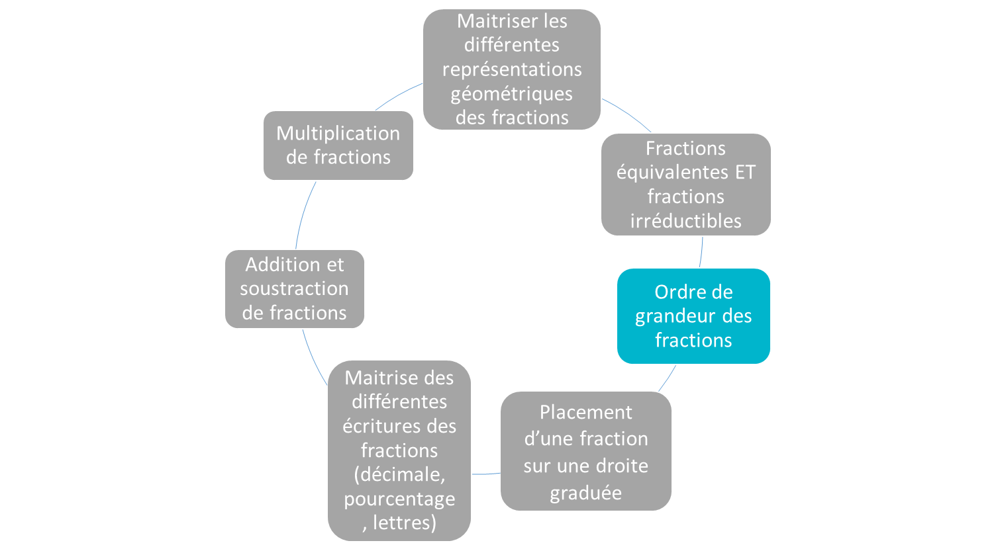 Maitriser les
différentes
représentations
géométriques
des fractions
Fractions
équivalentes ET
fractions
irréductibles
Ordre de
grandeur des
fractions
Placement
d’une fraction
sur une droite
graduée
Maitrise des
différentes
écritures des
fractions
(décimale,
pourcentage
, lettres)
Addition et
soustraction
de fractions
Multiplication
de fractions